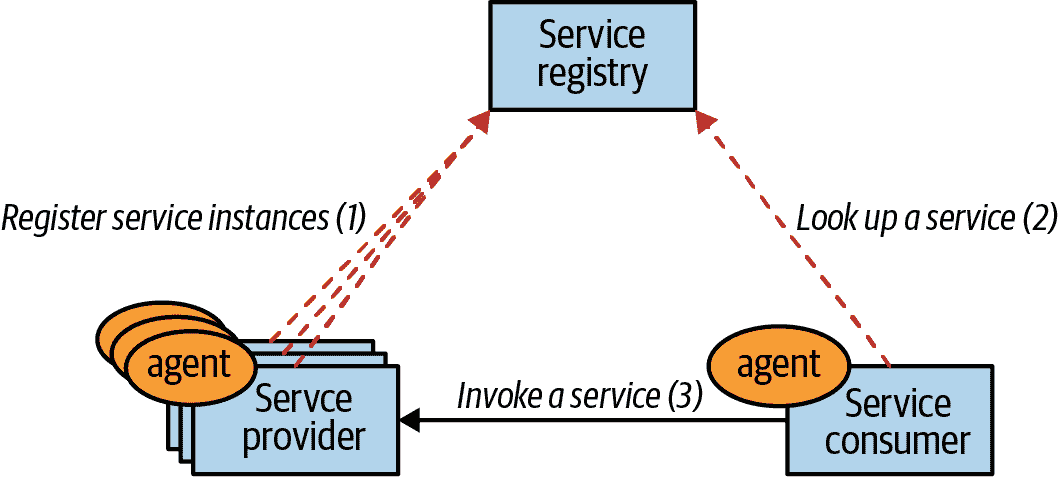 Service
registry
Register service instances (1)
Look up a service (2)
agent
Servce
provider
Invoke a service (3)
agent
Service
consumer